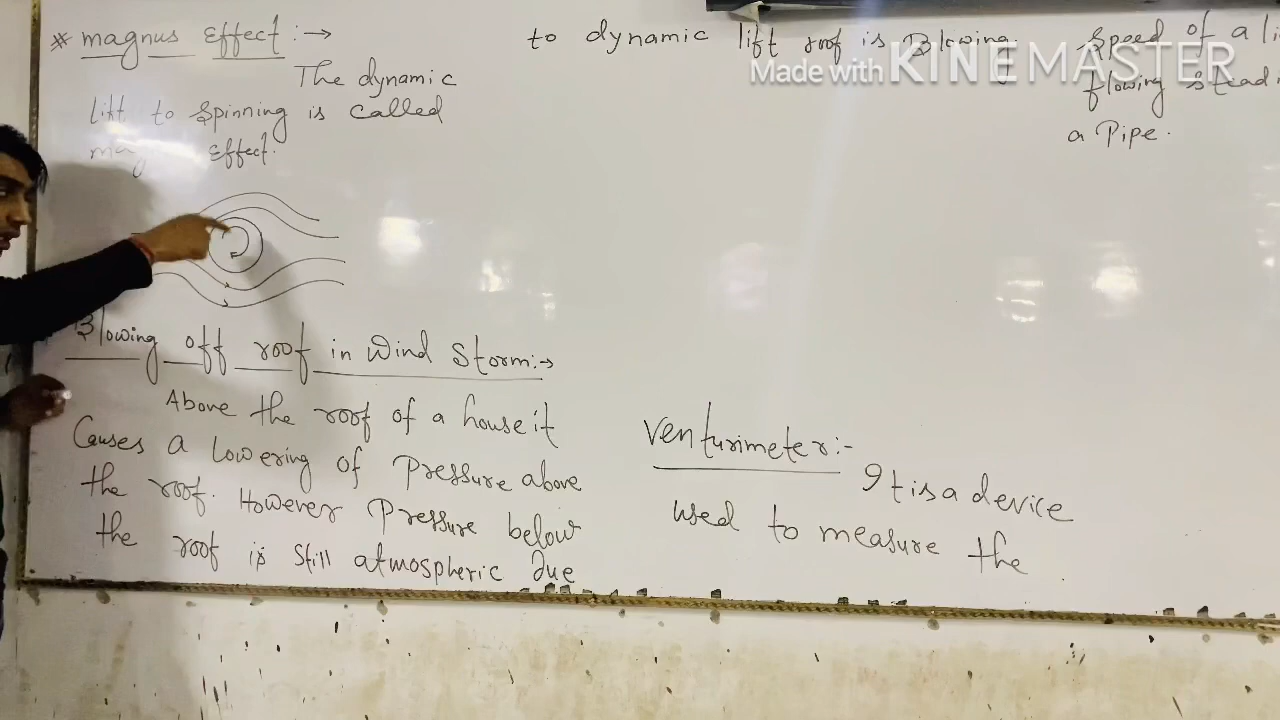 * magnus Effect :→
The dynamic
lift to spinning is called
mag Effect.
Blowing off roof in wind Storm:→
Above the roof of a house it
Causes a lowering of Pressure above
the roof. However Pressure below
the roof is still atmospheric due
to dynamic lift roof is Blowing.
Venturimeter:-
It is a device
used to measure the
Speed of a li
flowing stead
a Pipe.
Made with KINEMASTER